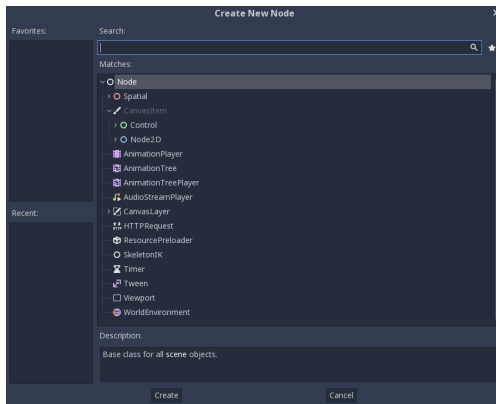 Create New Node
Favorites:
Search:
Matches:
Node
Spatial
CanvasItem
Control
Node2D
AnimationPlayer
AnimationTree
AnimationTreePlayer
AudioStreamPlayer
CanvasLayer
HTTPRequest
ResourcePreloader
SkeletonIK
Timer
Tween
Viewport
WorldEnvironment
Recent:
Description:
Base class for all scene objects.
Create
Cancel